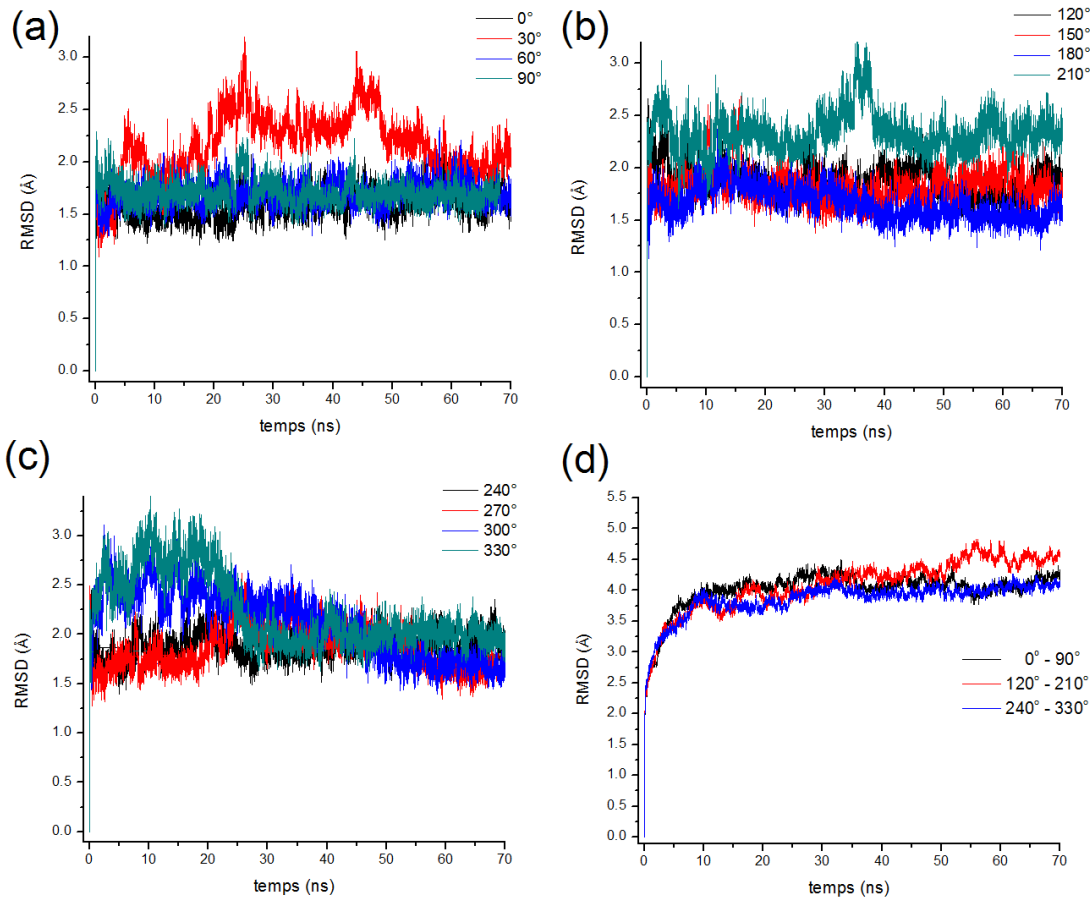 (a)
0°
30°
60°
90°
RMSD (Å)
3.0
2.5
2.0
1.5
1.0
0.5
0.0
0 10 20 30 40 50 60 70
temps (ns)
(b)
120°
150°
180°
210°
RMSD (Å)
3.0
2.5
2.0
1.5
1.0
0.5
0.0
0 10 20 30 40 50 60 70
temps (ns)
(c)
240°
270°
300°
330°
RMSD (Å)
3.0
2.5
2.0
1.5
1.0
0.5
0.0
0 10 20 30 40 50 60 70
temps (ns)
(d)
RMSD (Å)
5.5
5.0
4.5
4.0
3.5
3.0
2.5
2.0
1.5
1.0
0.5
0.0
0° - 90°
120° - 210°
240° - 330°
0 10 20 30 40 50 60 70
temps (ns)